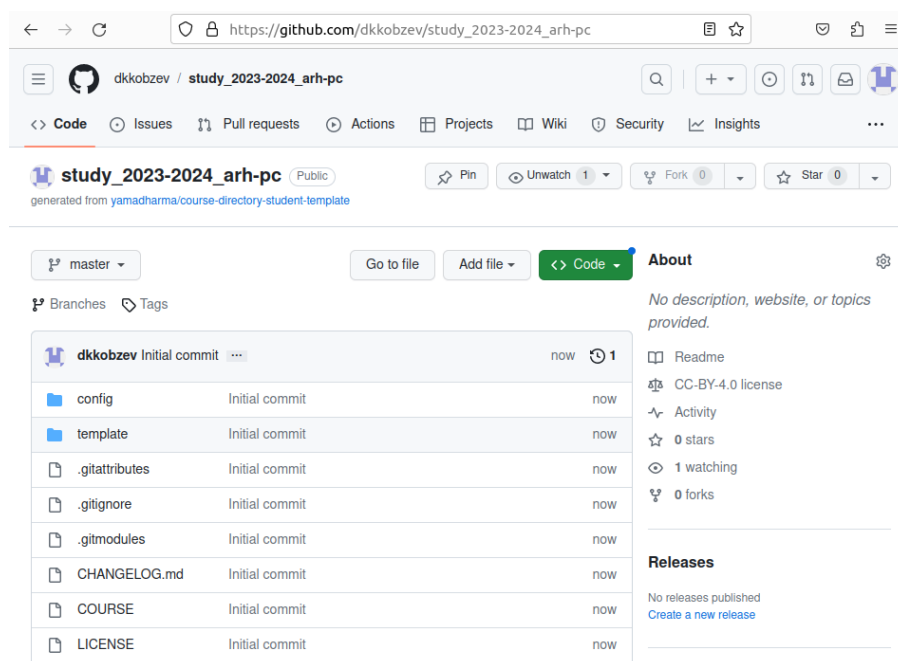 https://github.com/dkkobzev/study_2023-2024_arh-pc
dkkobzev / study_2023-2024_arh-pc
<> Code Issues Pull requests Actions Projects Wiki Security Insights ...
study_2023-2024_arh-pc Public Pin Unwatch 1 Fork 0 Star 0
generated from yamadharma/course-directory-student-template
master Go to file Add file <> Code About
Branches Tags
No description, website, or topics
provided.
dkkobzev Initial commit ... now 1
Readme
config Initial commit now
CC-BY-4.0 license
Activity
template Initial commit now
0 stars
.gitattributes Initial commit now
1 watching
.gitignore Initial commit now
0 forks
.gitmodules Initial commit now
Releases
CHANGELOG.md Initial commit now
No releases published
COURSE Initial commit now
Create a new release
LICENSE Initial commit now